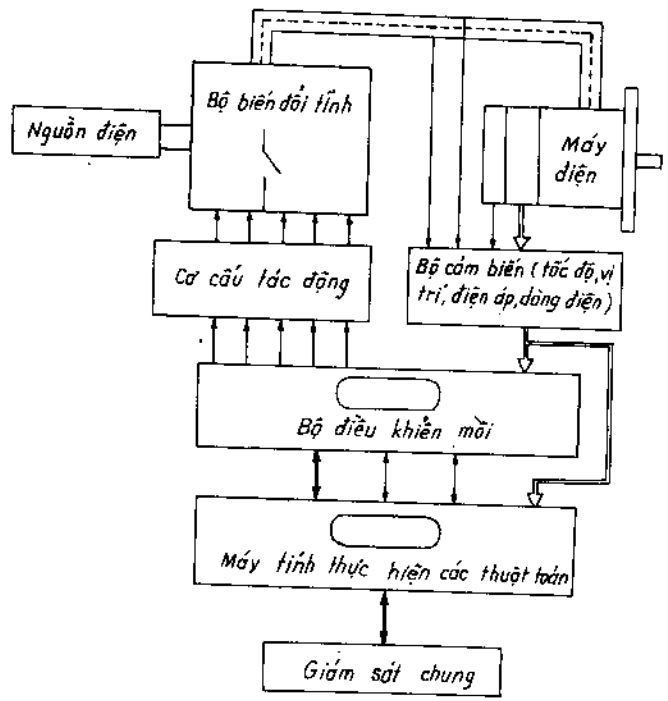 Bộ biến đổi tĩnh
Nguồn điện
Máy
điện
Cơ cấu tác động
Bộ cảm biến (tốc độ, vị
trí, điện áp, dòng điện)
Bộ điều khiển mồi
Máy tính thực hiện các thuật toán
Giám sát chung